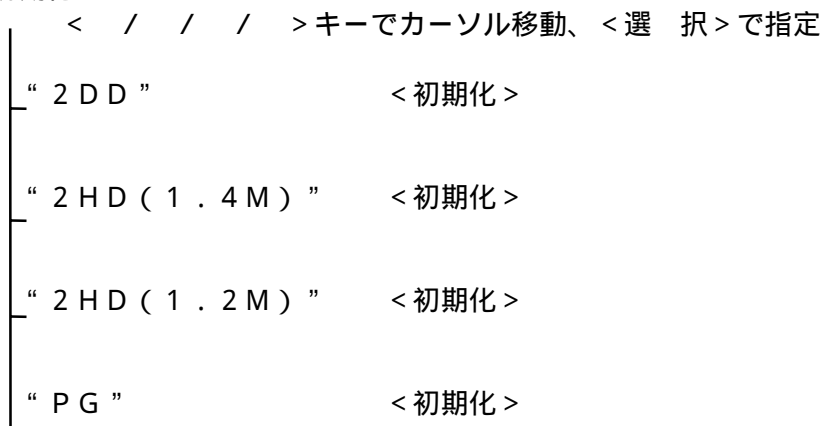 ＜　／　／　／　＞キーでカーソル移動、＜選　択＞で指定
“２ＤＤ”　　　　　　　＜初期化＞
“２ＨＤ（１．４Ｍ）”　　＜初期化＞
“２ＨＤ（１．２Ｍ）”　　＜初期化＞
“ＰＧ”　　　　　　　　＜初期化＞